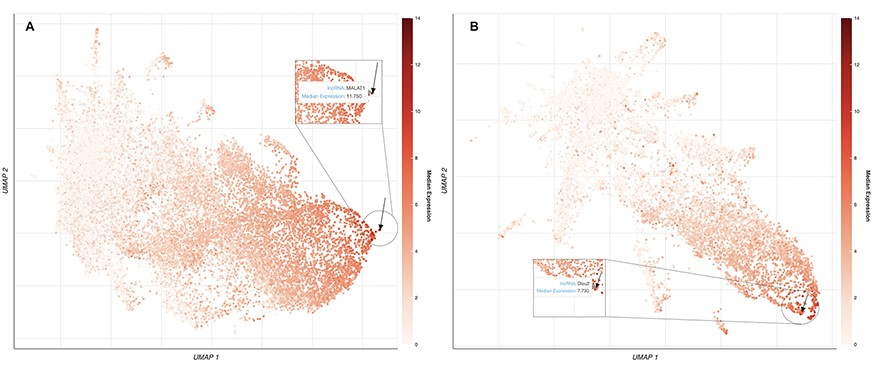 A
lncRNA: MALAT1
Median Expression: 11.750
14
12
10
8
6
4
2
0
Median Expression
UMAP 2
UMAP 1
B
lncRNA: Dleu2
Median Expression: 7.730
14
12
10
8
6
4
2
0
Median Expression
UMAP 2
UMAP 1